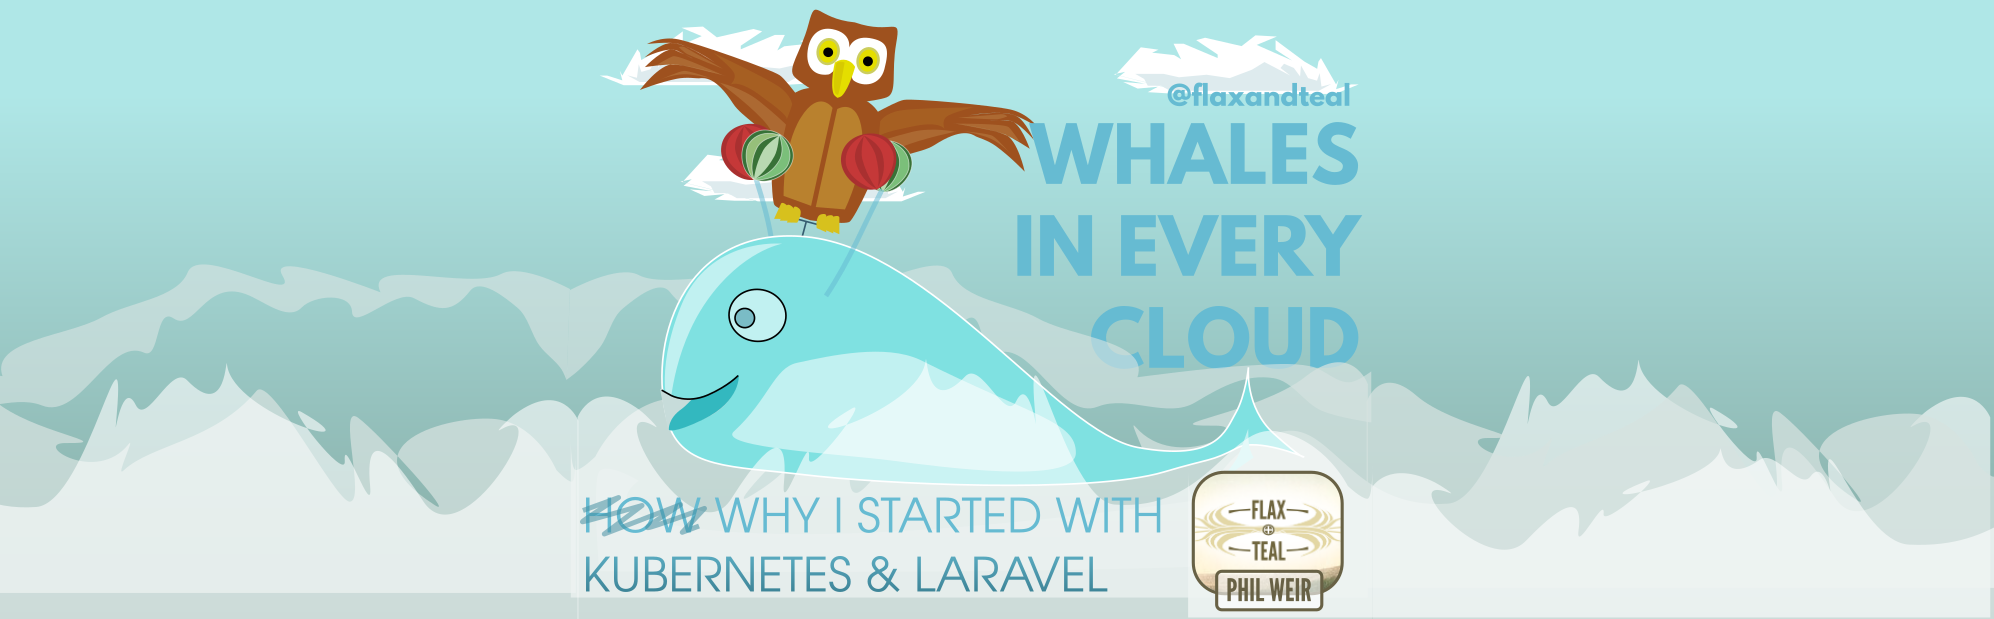 @flaxandteal
WHALES
IN EVERY
CLOUD
HOW WHY I STARTED WITH
KUBERNETES & LARAVEL
FLAX
TEAL
PHIL WEIR